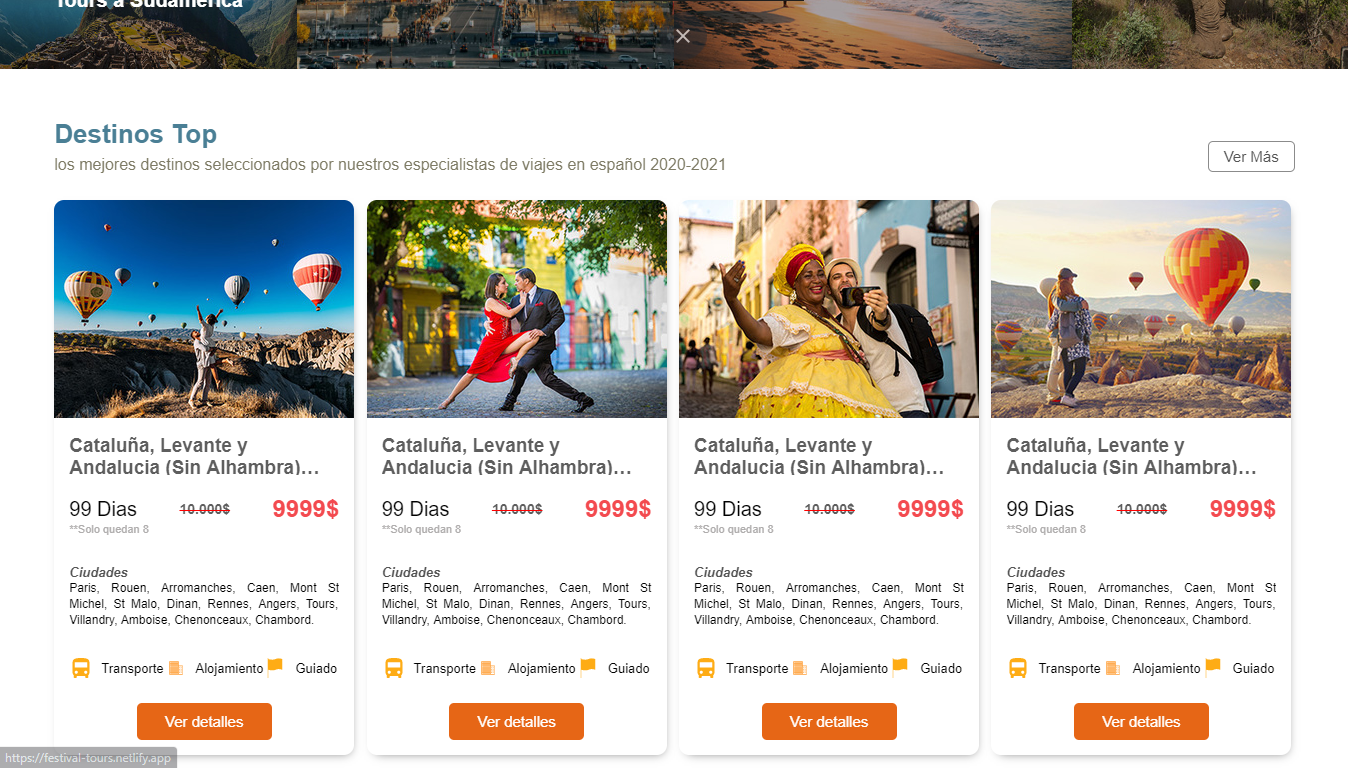 Tours a Sudamerica
Destinos Top
los mejores destinos seleccionados por nuestros especialistas de viajes en español 2020-2021
Ver Más
Cataluña, Levante y
Andalucia (Sin Alhambra)...
99 Dias 10.000$ 9999$
**Solo quedan 8
Ciudades
Paris, Rouen, Arromanches, Caen, Mont St
Michel, St Malo, Dinan, Rennes, Angers, Tours,
Villandry, Amboise, Chenonceaux, Chambord.
Transporte Alojamiento Guiado
Ver detalles
Cataluña, Levante y
Andalucia (Sin Alhambra)...
99 Dias 10.000$ 9999$
**Solo quedan 8
Ciudades
Paris, Rouen, Arromanches, Caen, Mont St
Michel, St Malo, Dinan, Rennes, Angers, Tours,
Villandry, Amboise, Chenonceaux, Chambord.
Transporte Alojamiento Guiado
Ver detalles
Cataluña, Levante y
Andalucia (Sin Alhambra)...
99 Dias 10.000$ 9999$
**Solo quedan 8
Ciudades
Paris, Rouen, Arromanches, Caen, Mont St
Michel, St Malo, Dinan, Rennes, Angers, Tours,
Villandry, Amboise, Chenonceaux, Chambord.
Transporte Alojamiento Guiado
Ver detalles
Cataluña, Levante y
Andalucia (Sin Alhambra)...
99 Dias 10.000$ 9999$
**Solo quedan 8
Ciudades
Paris, Rouen, Arromanches, Caen, Mont St
Michel, St Malo, Dinan, Rennes, Angers, Tours,
Villandry, Amboise, Chenonceaux, Chambord.
Transporte Alojamiento Guiado
Ver detalles
https://festival-tours.netlify.app